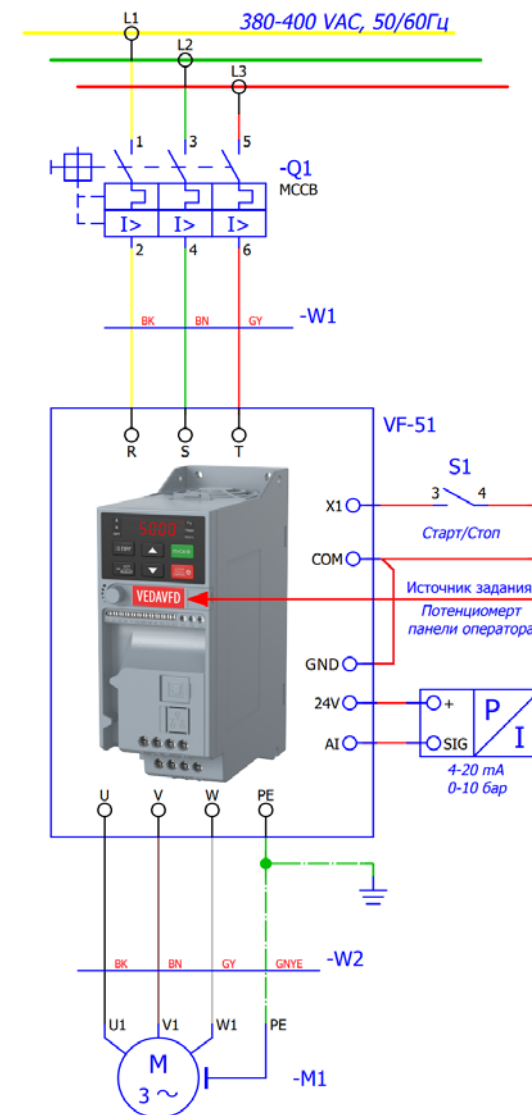 L1
380-400 VAC, 50/60Гц
L2
L3
1
3
5
-Q1
MCCB
I>
I>
I>
2
4
6
BK
BN
GY
-W1
R
S
T
VF-51
50.00
S1
X1
3
4
Старт/Стоп
COM
VEDAVFD
Источник задания
Потенциомерт
панели оператора
GND
24V
+
P
I
AI
SIG
4-20 mA
0-10 бар
U
V
W
PE
BK
BN
GY
GNYE
-W2
U1
V1
W1
PE
M
3 ~
-M1